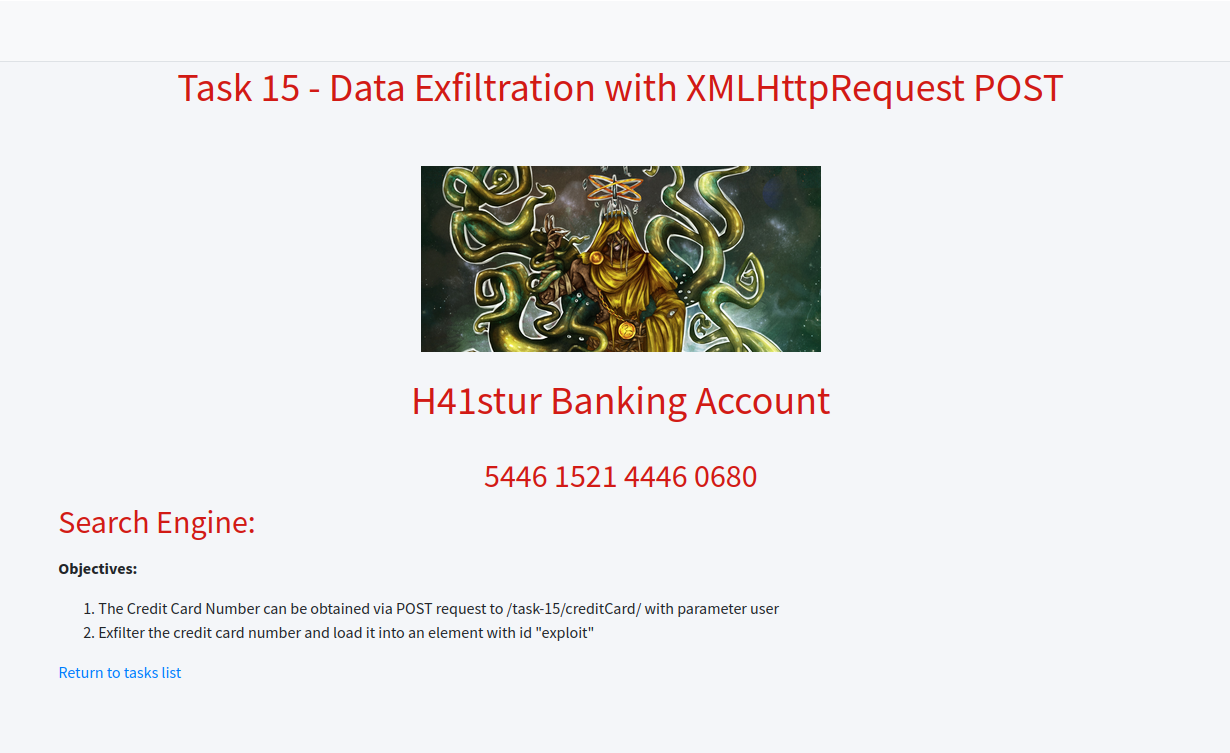 Task 15 - Data Exfiltration with XMLHttpRequest POST
H41stur Banking Account
5446 1521 4446 0680
Search Engine:
Objectives:
1. The Credit Card Number can be obtained via POST request to /task-15/creditCard/ with parameter user
2. Exfilter the credit card number and load it into an element with id "exploit"
Return to tasks list